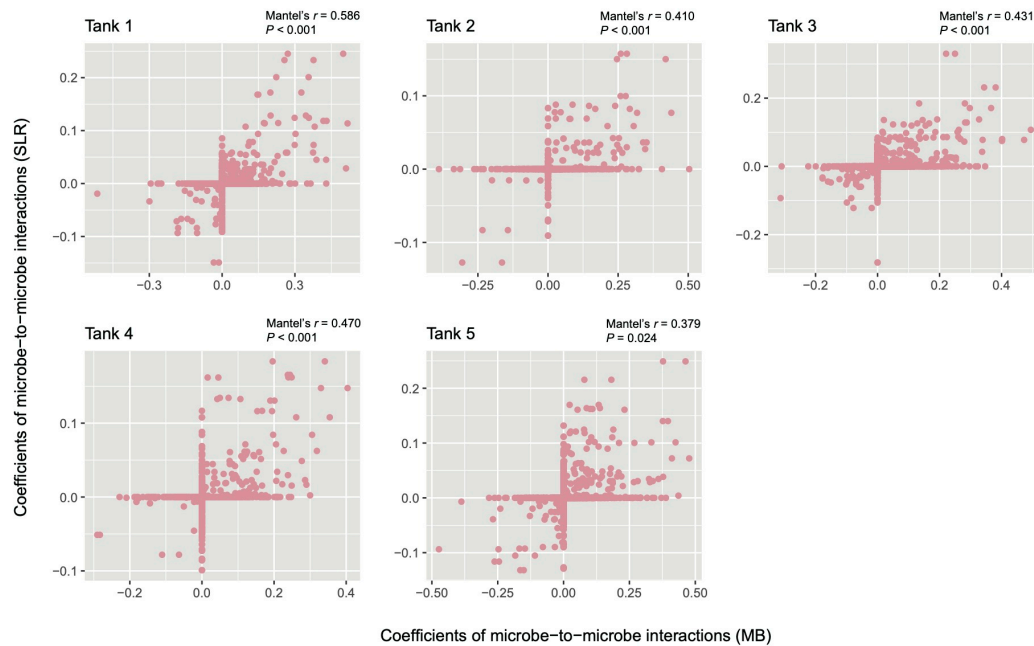 Tank 1
Mantel's r = 0.586
P < 0.001
Tank 2
Mantel's r = 0.410
P < 0.001
Tank 3
Mantel's r = 0.431
P < 0.001
0.2
0.1
0.0
−0.1
−0.3
0.0
0.3
0.1
0.0
−0.1
−0.50
−0.25
0.00
0.25
0.50
0.2
0.0
−0.2
−0.2
0.0
0.2
0.4
Tank 4
Mantel's r = 0.470
P < 0.001
Tank 5
Mantel's r = 0.379
P = 0.024
0.1
0.0
−0.1
−0.2
0.0
0.2
0.4
0.2
0.1
0.0
−0.1
−0.50
−0.25
0.00
0.25
0.50
Coefficients of microbe−to−microbe interactions (SLR)
Coefficients of microbe−to−microbe interactions (MB)